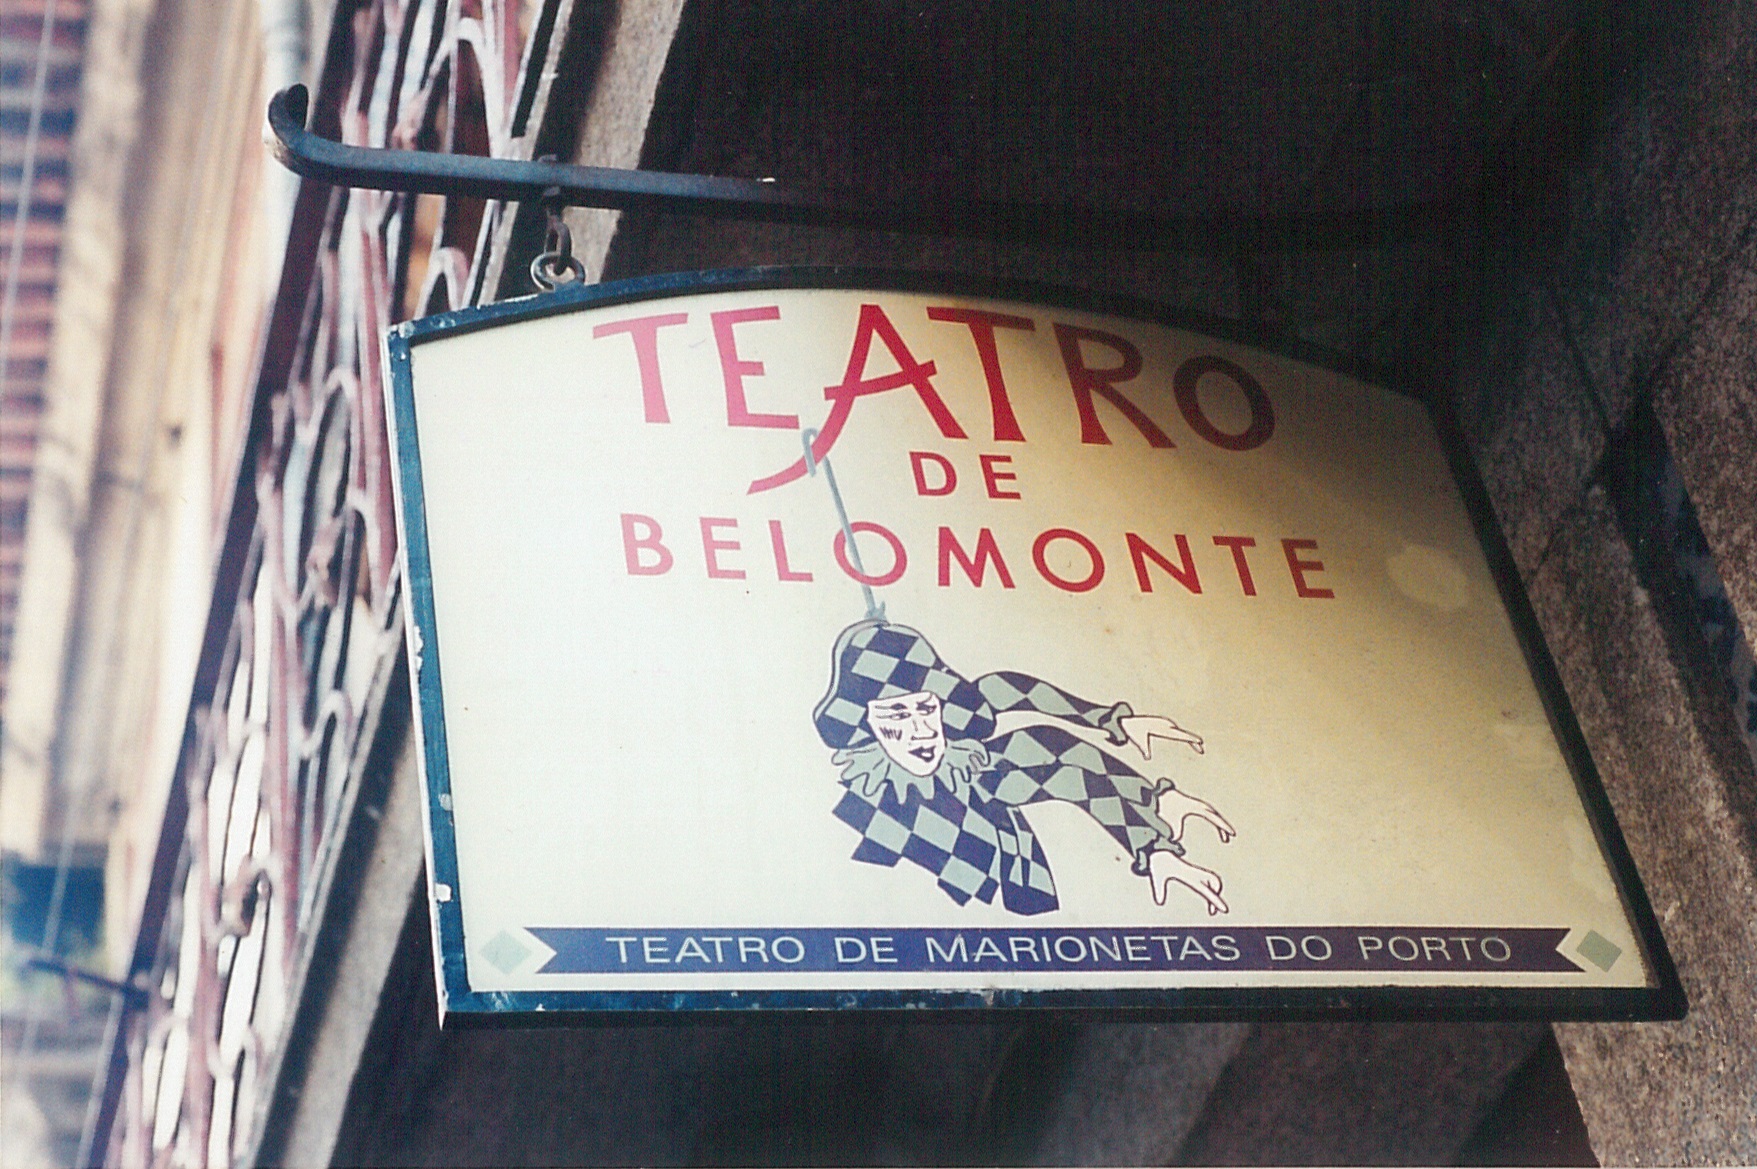 TEATRO
DE
BELOMONTE
TEATRO DE MARIONETAS DO PORTO